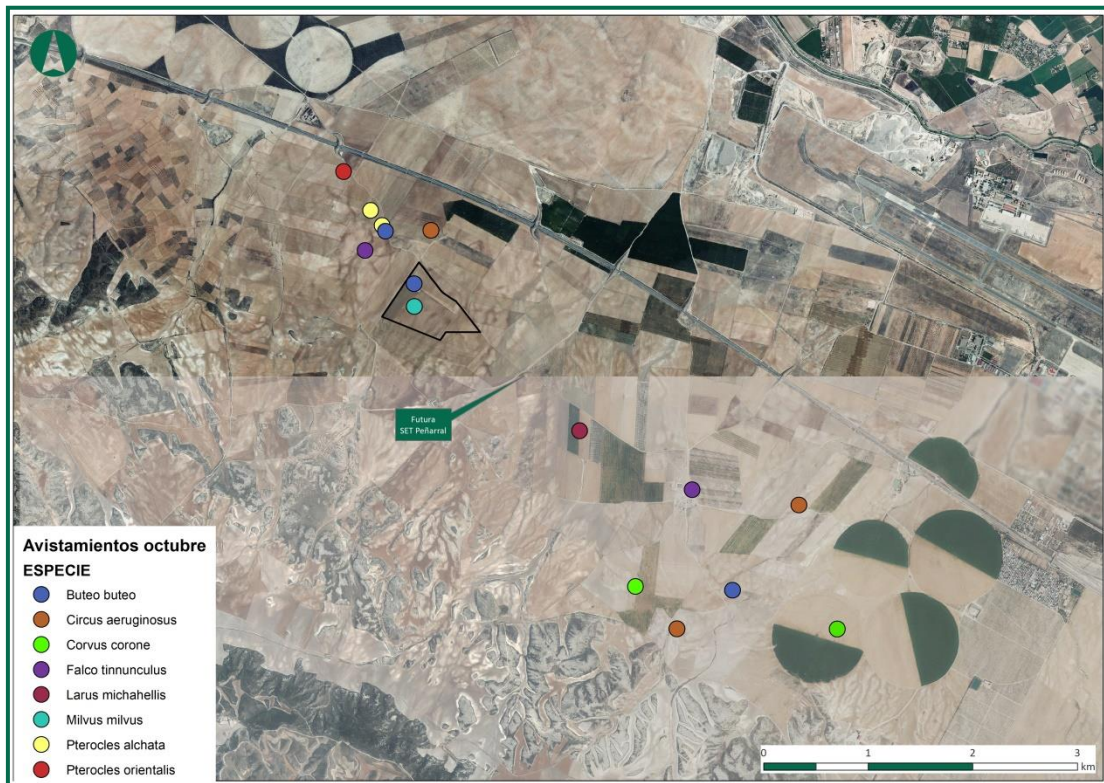 Futura
SET Peñarral
Avistamientos octubre
ESPECIE
Buteo buteo
Circus aeruginosus
Corvus corone
Falco tinnunculus
Larus michahellis
Milvus milvus
Pterocles alchata
Pterocles orientalis
0 1 2 3
km